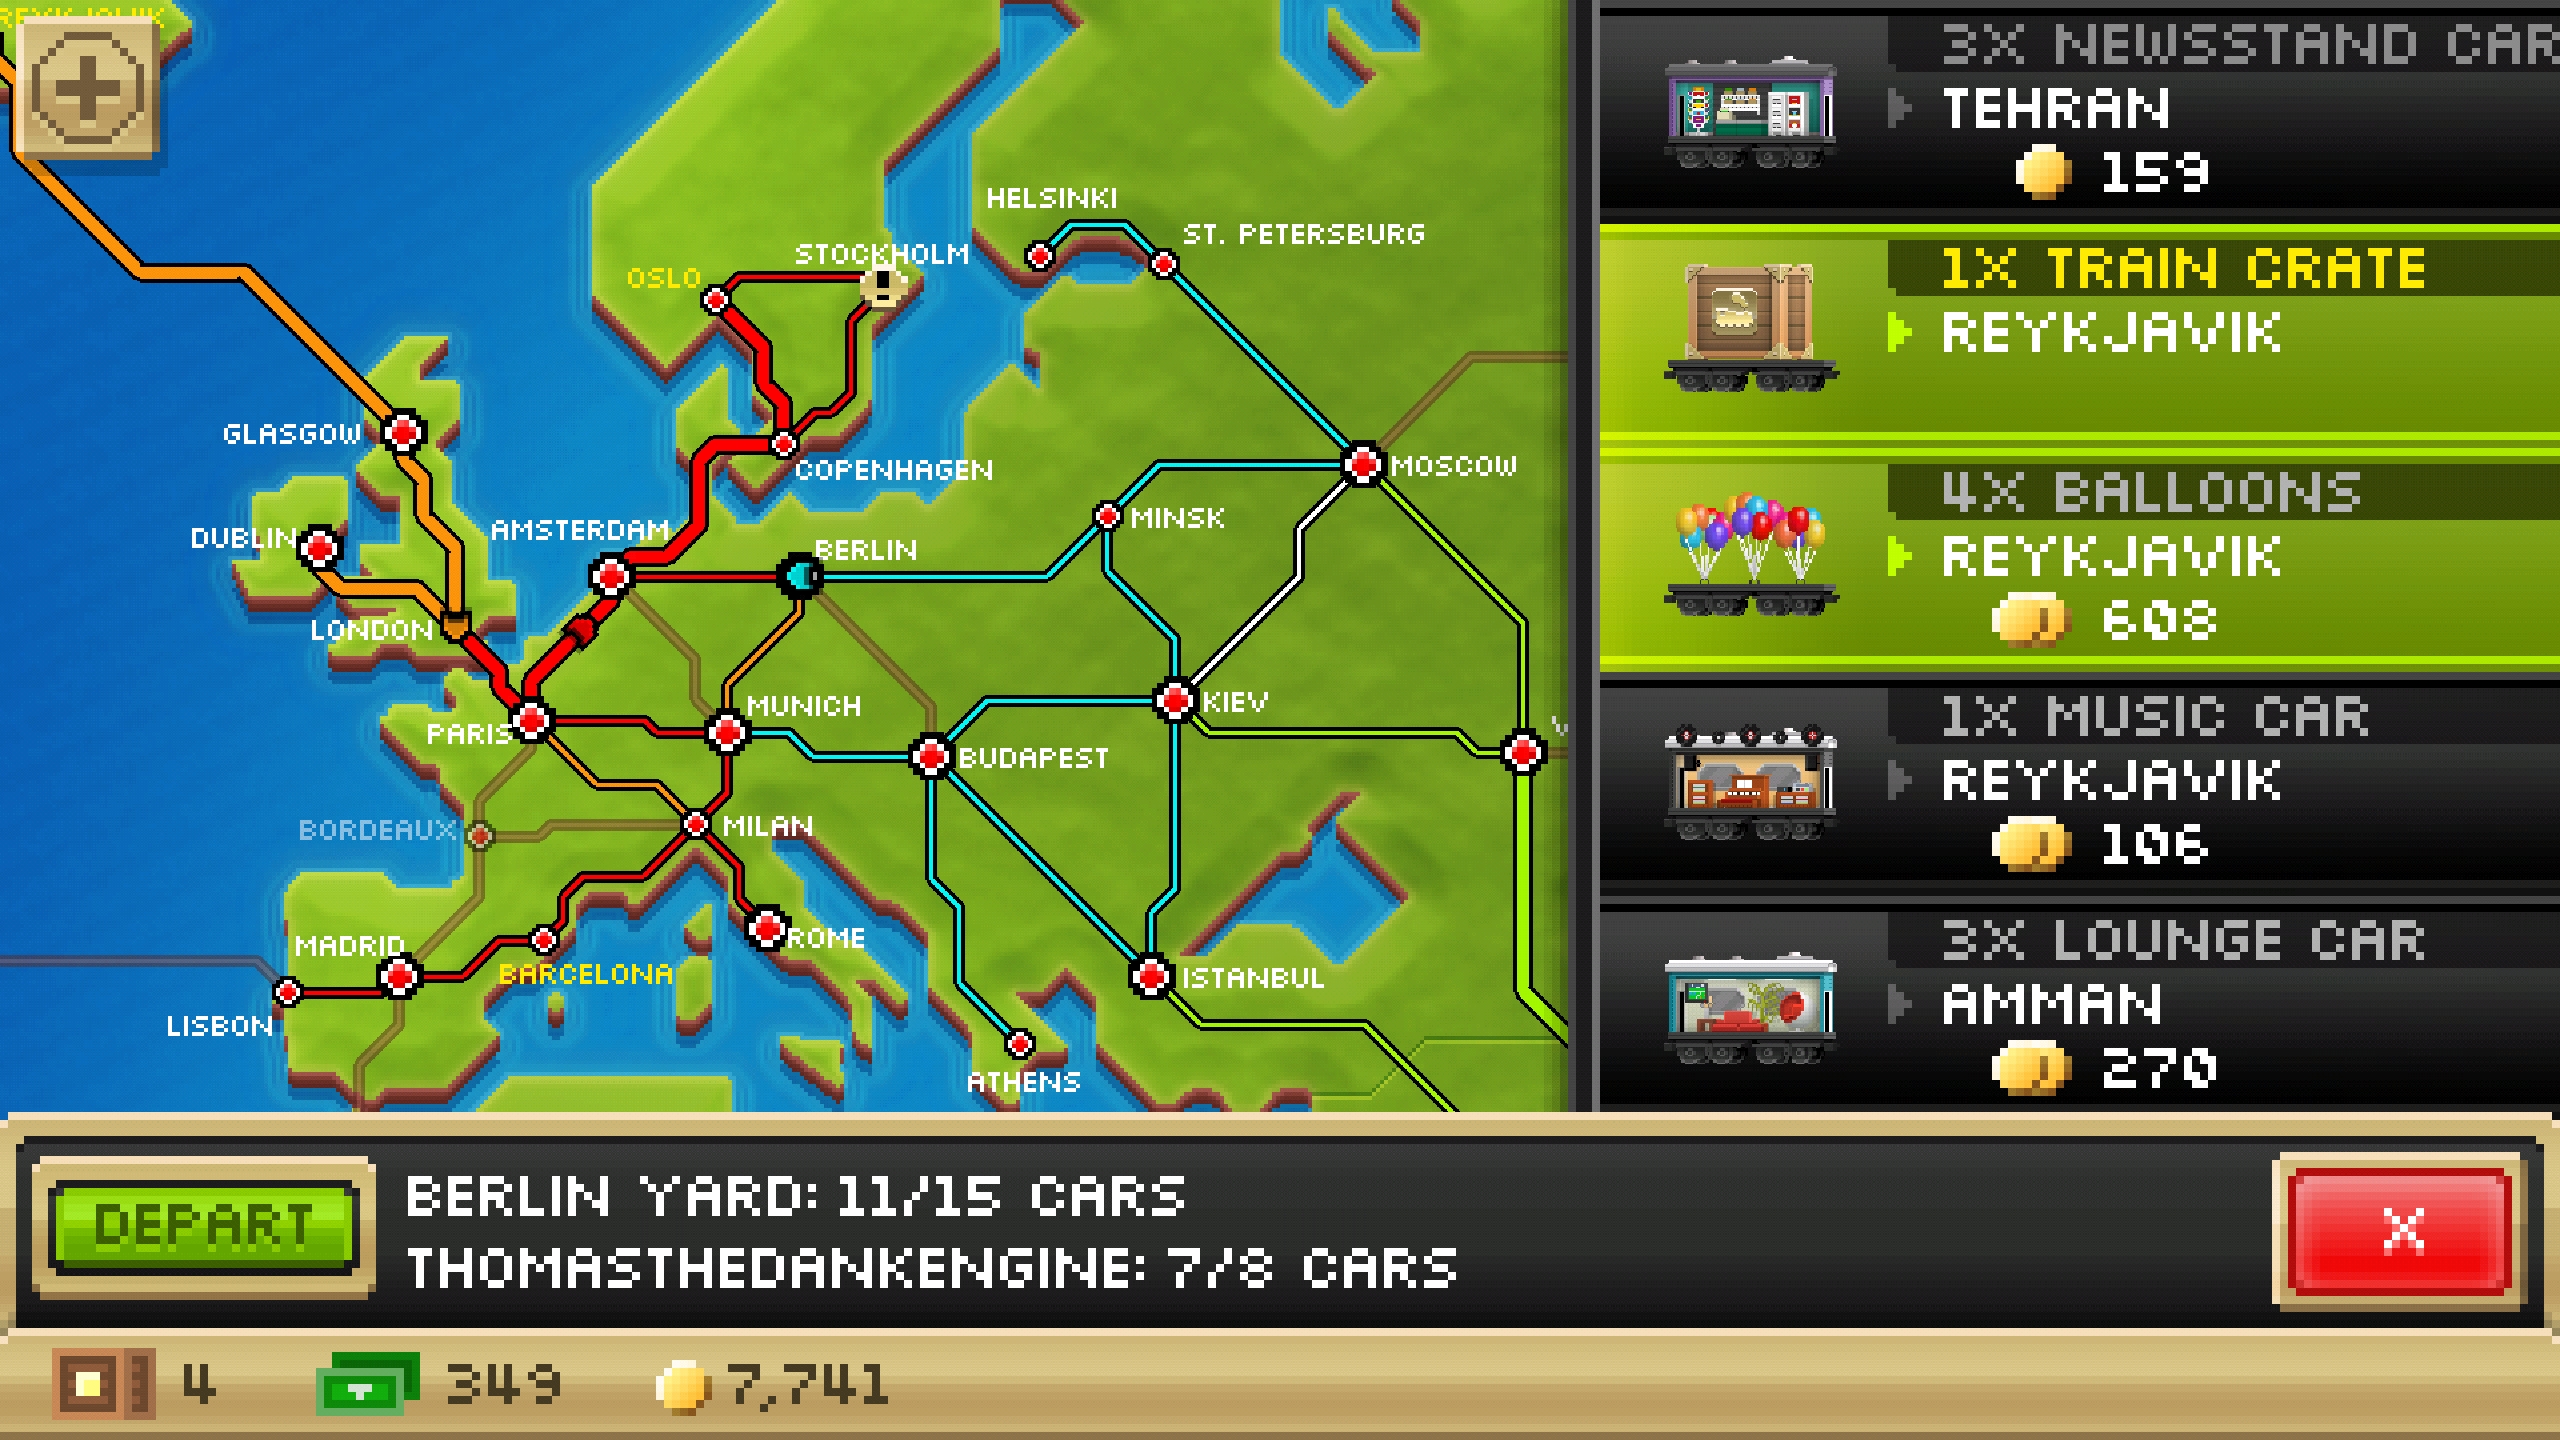 REYKJAVIK
HELSINKI
ST. PETERSBURG
STOCKHOLM
OSLO
GLASGOW
MOSCOW
COPENHAGEN
MINSK
DUBLIN
AMSTERDAM
BERLIN
LONDON
KIEV
MUNICH
PARIS
BUDAPEST
BORDEAUX
MILAN
ROME
MADRID
BARCELONA
ISTANBUL
LISBON
ATHENS
3X NEWSSTAND CAR
TEHRAN
159
1X TRAIN CRATE
REYKJAVIK
4X BALLOONS
REYKJAVIK
608
1X MUSIC CAR
REYKJAVIK
106
3X LOUNGE CAR
AMMAN
270
DEPART
BERLIN YARD: 11/15 CARS
THOMASTHEDANKENGINE: 7/8 CARS
X
4
349
7,741